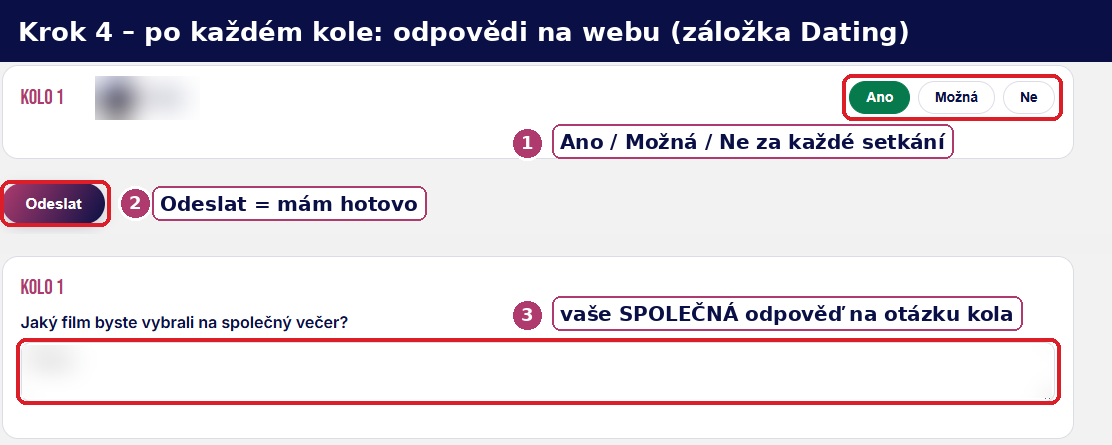 Krok 4 – po každém kole: odpovědi na webu (záložka Dating)
KOLO 1
Ano Možná Ne
1 Ano / Možná / Ne za každé setkání
Odeslat 2 Odeslat = mám hotovo
KOLO 1
Jaký film byste vybrali na společný večer?
3 vaše SPOLEČNÁ odpověď na otázku kola